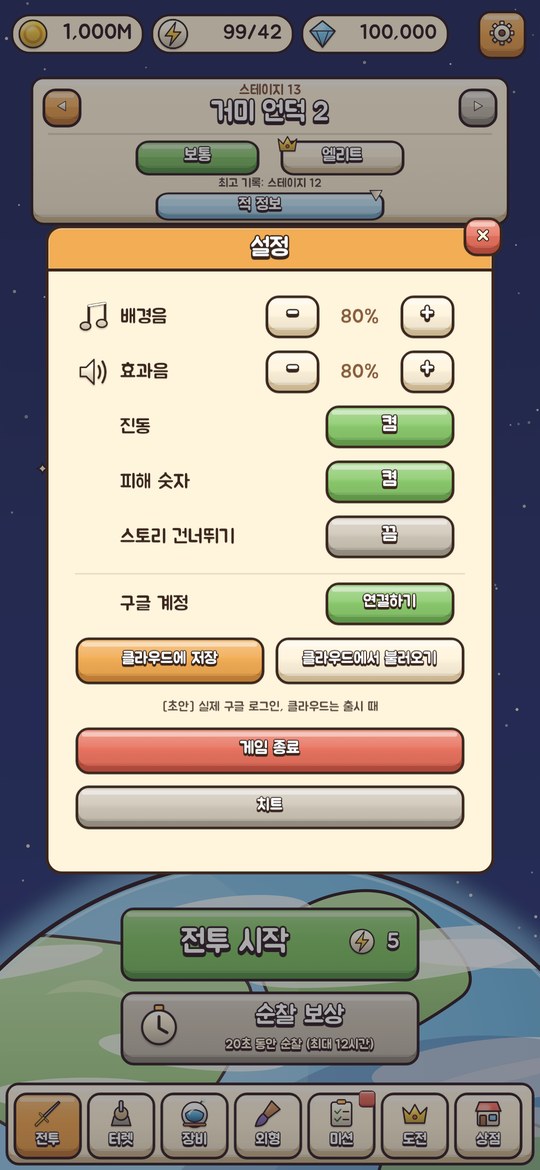 1,000M 99/42 100,000
스테이지 13
거미 언덕 2
보통 엘리트
최고 기록: 스테이지 12
적 정보
설정
배경음 - 80% +
효과음 - 80% +
진동 켬
피해 숫자 켬
스토리 건너뛰기 끔
구글 계정 연결하기
클라우드에 저장 클라우드에서 불러오기
[초안] 실제 구글 로그인, 클라우드는 출시 때
게임 종료
치트
전투 시작 5
순찰 보상
20초 동안 순찰 (최대 12시간)
전투 터렛 장비 외형 미션 도전 상점